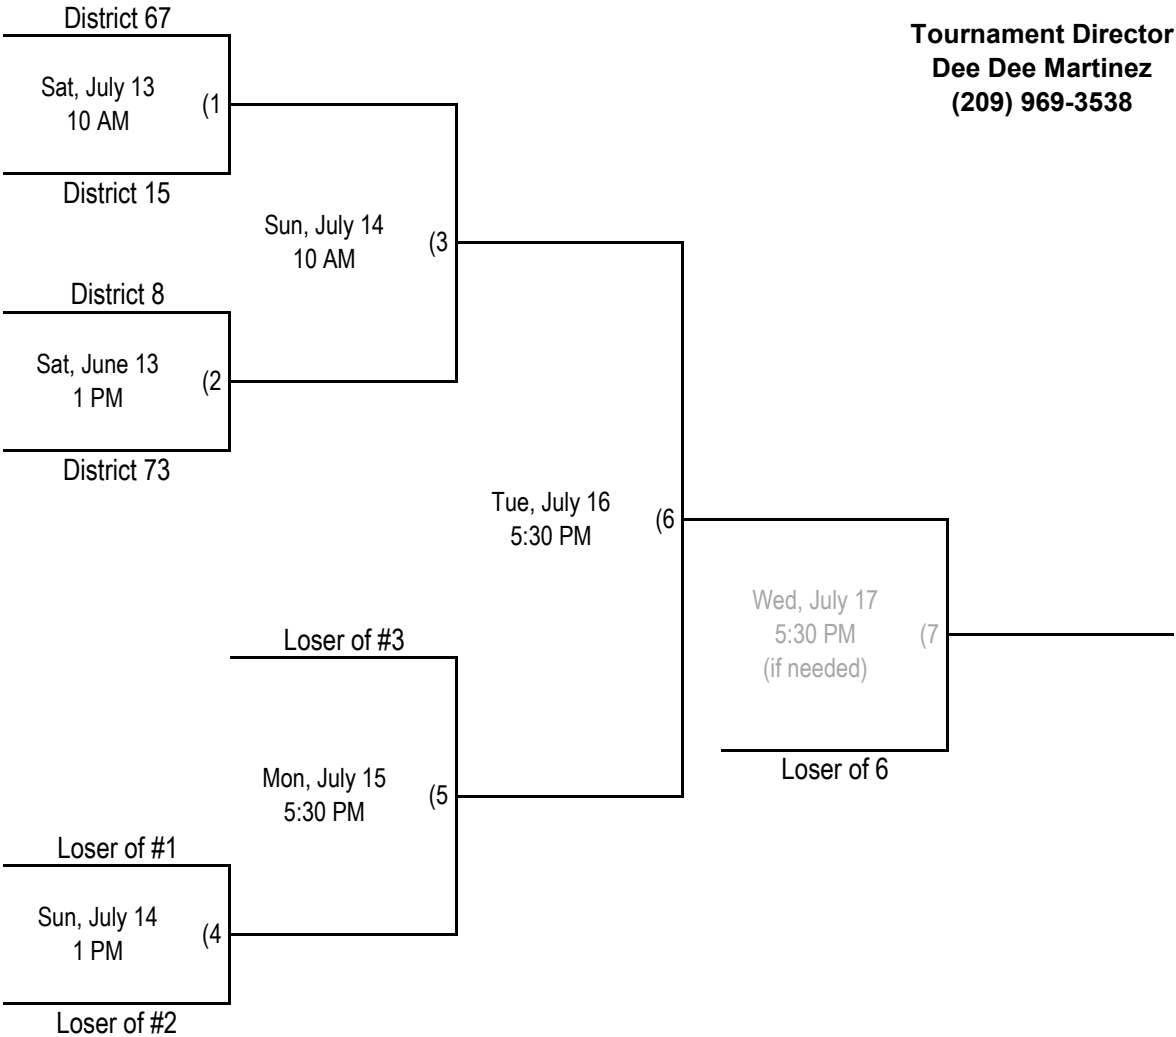 District 67
Tournament Director
Dee Dee Martinez
(209) 969-3538
Sat, July 13
10 AM
(1
District 15
Sun, July 14
10 AM
(3
District 8
Sat, June 13
1 PM
(2
District 73
Tue, July 16
5:30 PM
(6
Wed, July 17
5:30 PM
(if needed)
(7
Loser of #3
Loser of 6
Mon, July 15
5:30 PM
(5
Loser of #1
Sun, July 14
1 PM
(4
Loser of #2